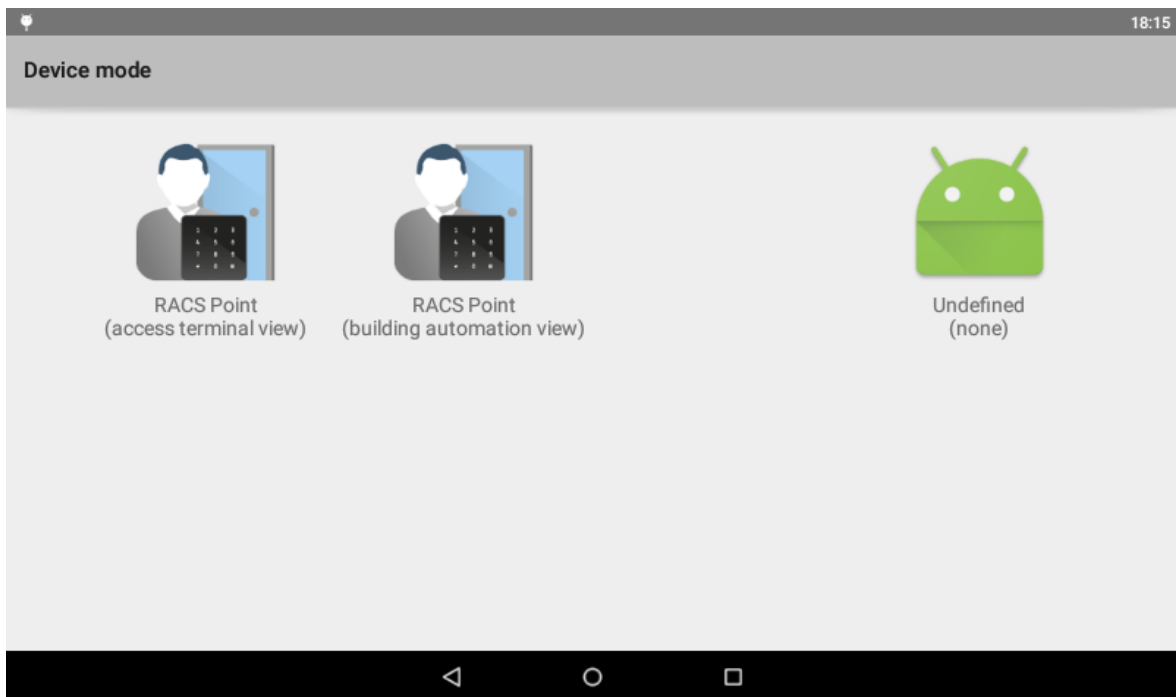 18:15
Device mode
RACS Point
(access terminal view)
RACS Point
(building automation view)
Undefined
(none)